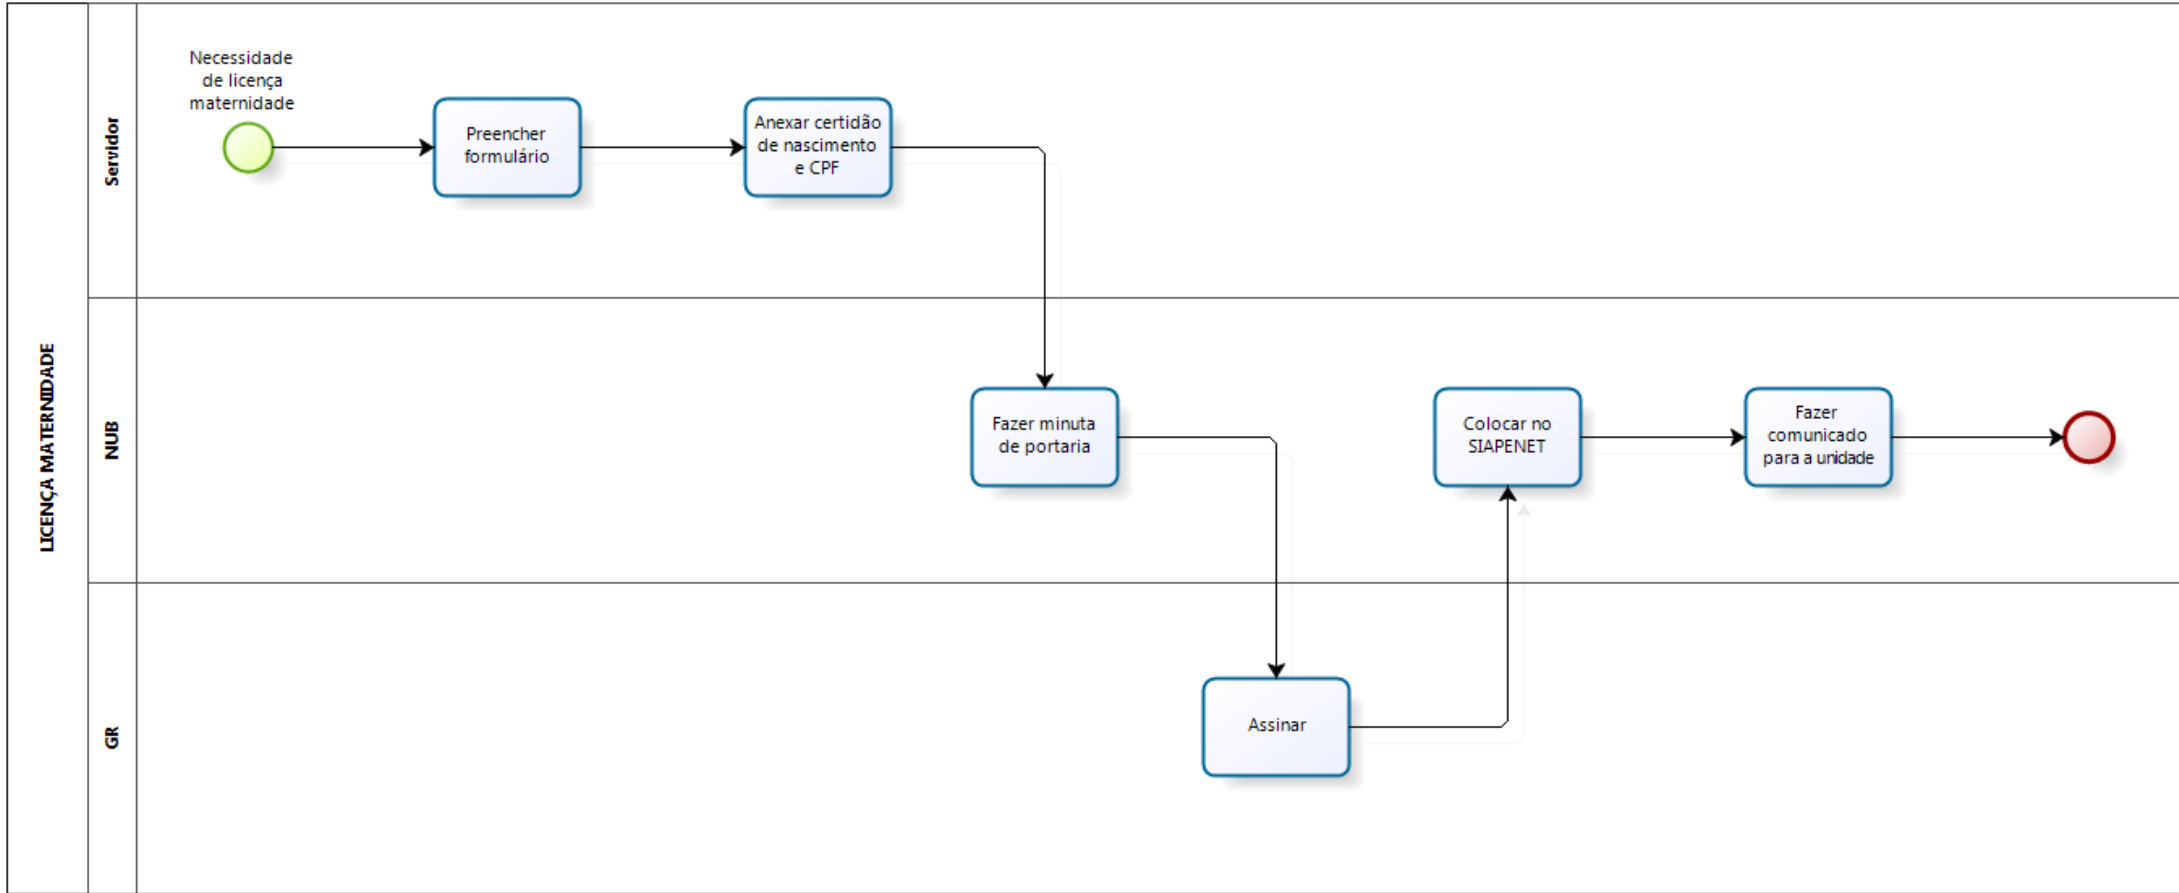 LICENÇA MATERNIDADE
Servidor
Necessidade
de licença
maternidade
Preencher
formulário
Anexar certidão
de nascimento
e CPF
NUB
Fazer minuta
de portaria
Colocar no
SIAPENET
Fazer
comunicado
para a unidade
GR
Assinar